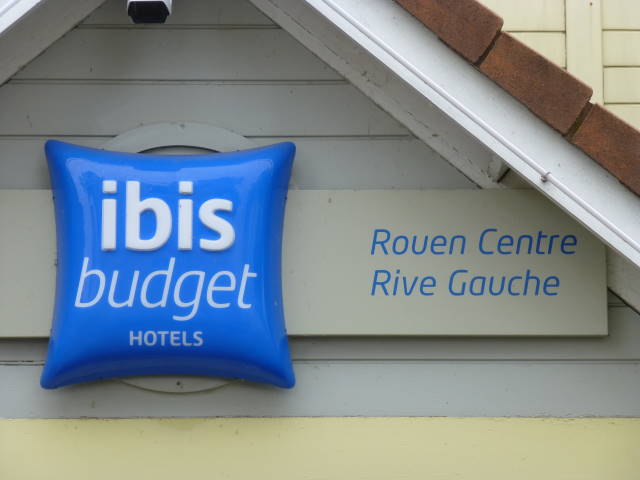 ibis
budget
HOTELS
Rouen Centre
Rive Gauche